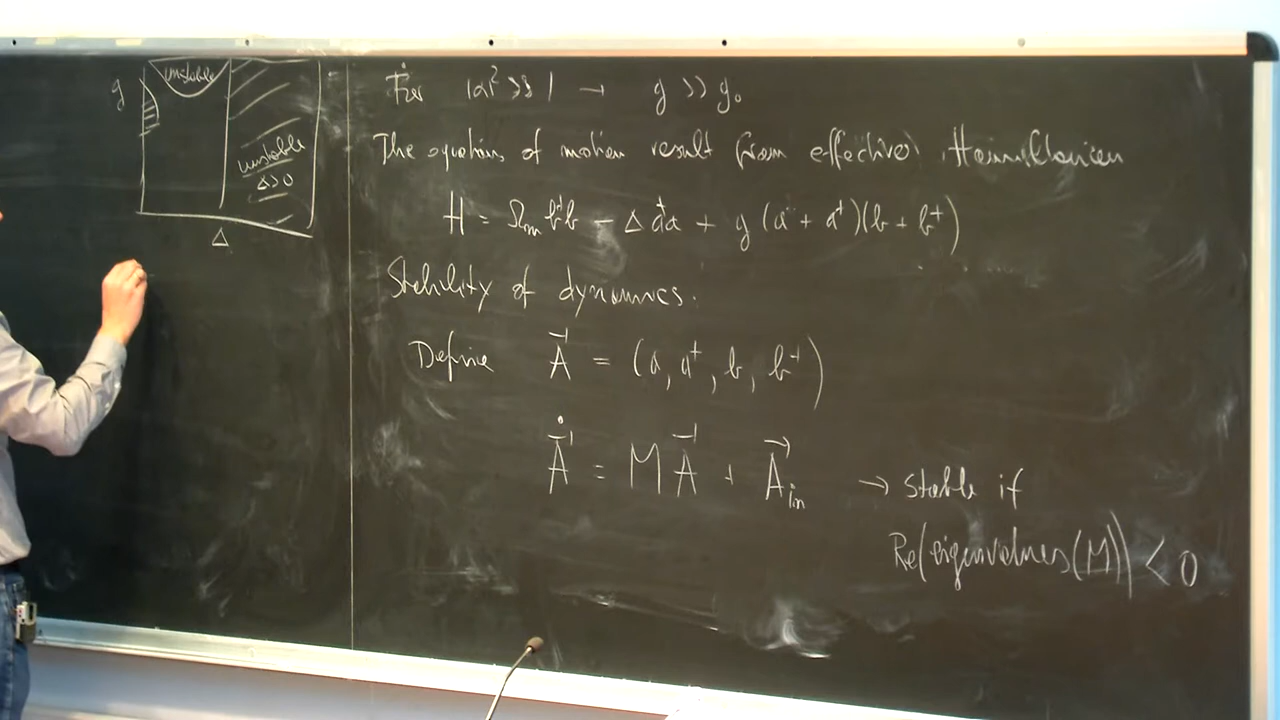 g
unstable
unstable
Δ>0
Δ
For |a|² >> 1 → g >> g₀
The equations of motion result from effective Hamiltonian
H = Ωₘ b†b − Δ a†a + g (a + a†)(b + b†)
Stability of dynamics.
Define A⃗ = (a, a†, b, b†)
A⃗̇ = M A⃗ + A⃗ᵢₙ → stable if
Re(eigenvalues(M)) < 0